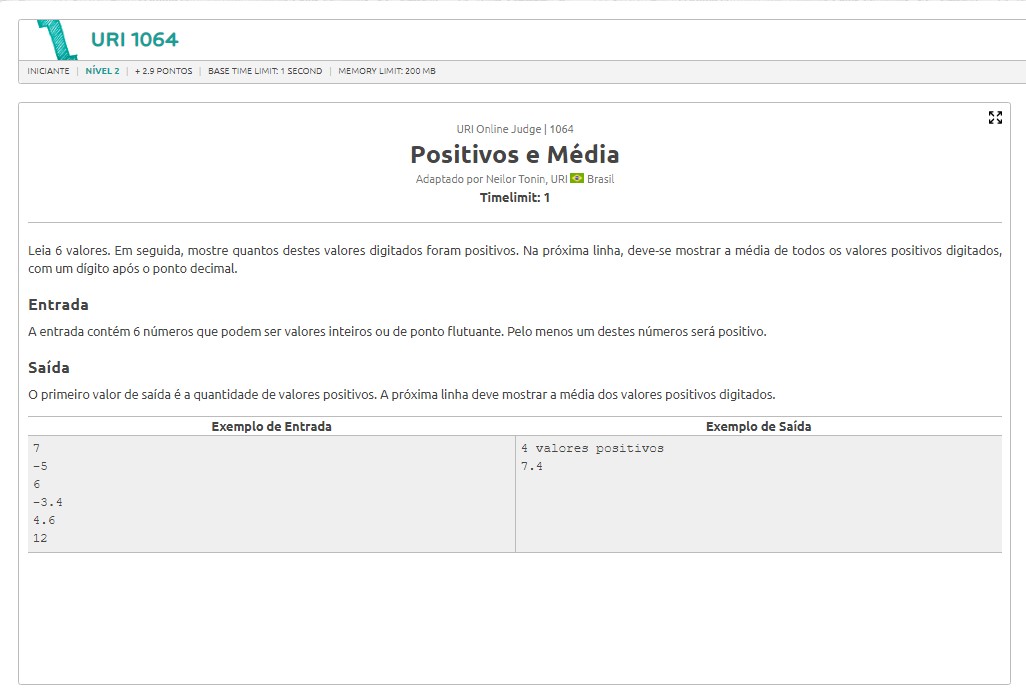 URI 1064
INICIANTE | NÍVEL 2 | + 2.9 PONTOS | BASE TIME LIMIT: 1 SECOND | MEMORY LIMIT: 200 MB
URI Online Judge | 1064
Positivos e Média
Adaptado por Neilor Tonin, URI Brasil
Timelimit: 1
Leia 6 valores. Em seguida, mostre quantos destes valores digitados foram positivos. Na próxima linha, deve-se mostrar a média de todos os valores positivos digitados,
com um dígito após o ponto decimal.
Entrada
A entrada contém 6 números que podem ser valores inteiros ou de ponto flutuante. Pelo menos um destes números será positivo.
Saída
O primeiro valor de saída é a quantidade de valores positivos. A próxima linha deve mostrar a média dos valores positivos digitados.
Exemplo de Entrada Exemplo de Saída
7 4 valores positivos
-5 7.4
6
-3.4
4.6
12